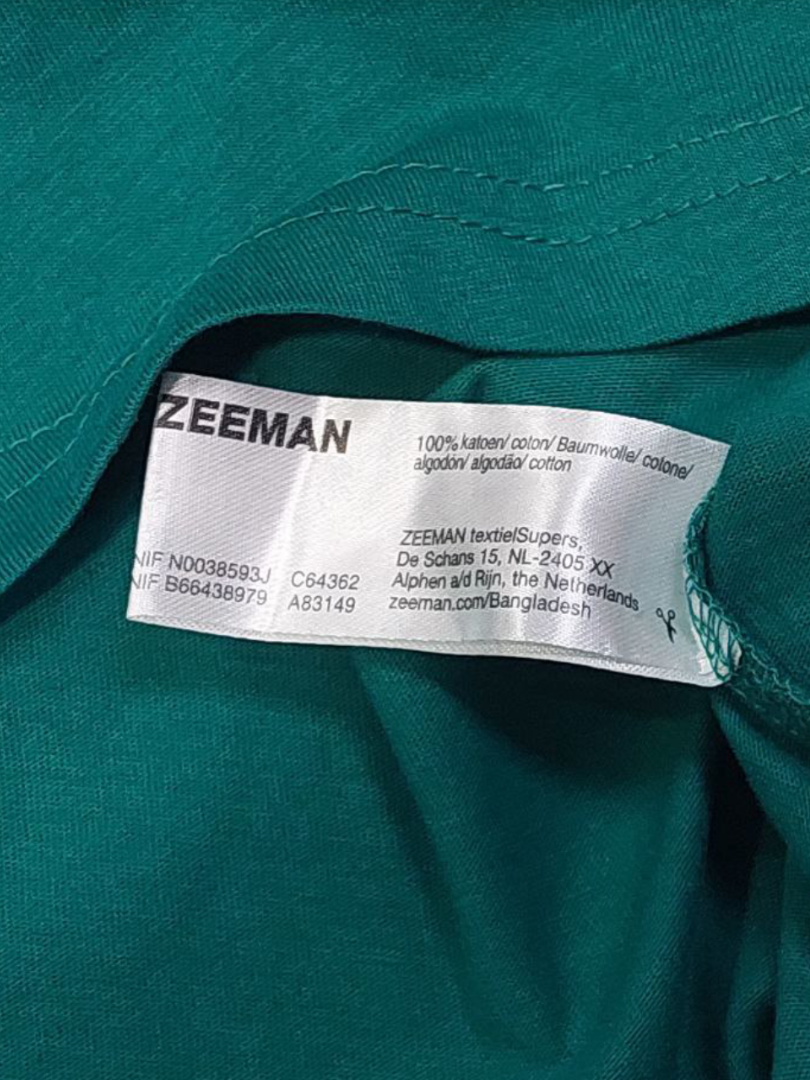 ZEEMAN
100% katoen/ coton/ Baumwolle/ cotone/
algodón/ algodão/ cotton
ZEEMAN textielSupers,
De Schans 15, NL-2405 XX
Alphen a/d Rijn, the Netherlands
zeeman.com/Bangladesh
NIF N0038593J C64362
NIF B66438979 A83149